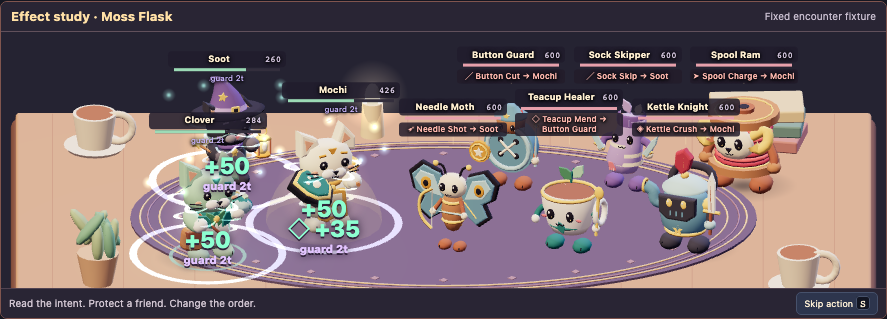 Effect study · Moss Flask
Fixed encounter fixture
Soot 260
guard 2t
Mochi 426
guard 2t
Clover 284
guard 2t
Button Guard 600
Button Cut → Mochi
Sock Skipper 600
Sock Skip → Soot
Spool Ram 600
Spool Charge → Mochi
Needle Moth 600
Needle Shot → Soot
Teacup Healer 600
Teacup Mend →
Button Guard
Kettle Knight 600
Kettle Crush → Mochi
+50
guard 2t
+50
+35
guard 2t
+50
guard 2t
Read the intent. Protect a friend. Change the order.
Skip action S